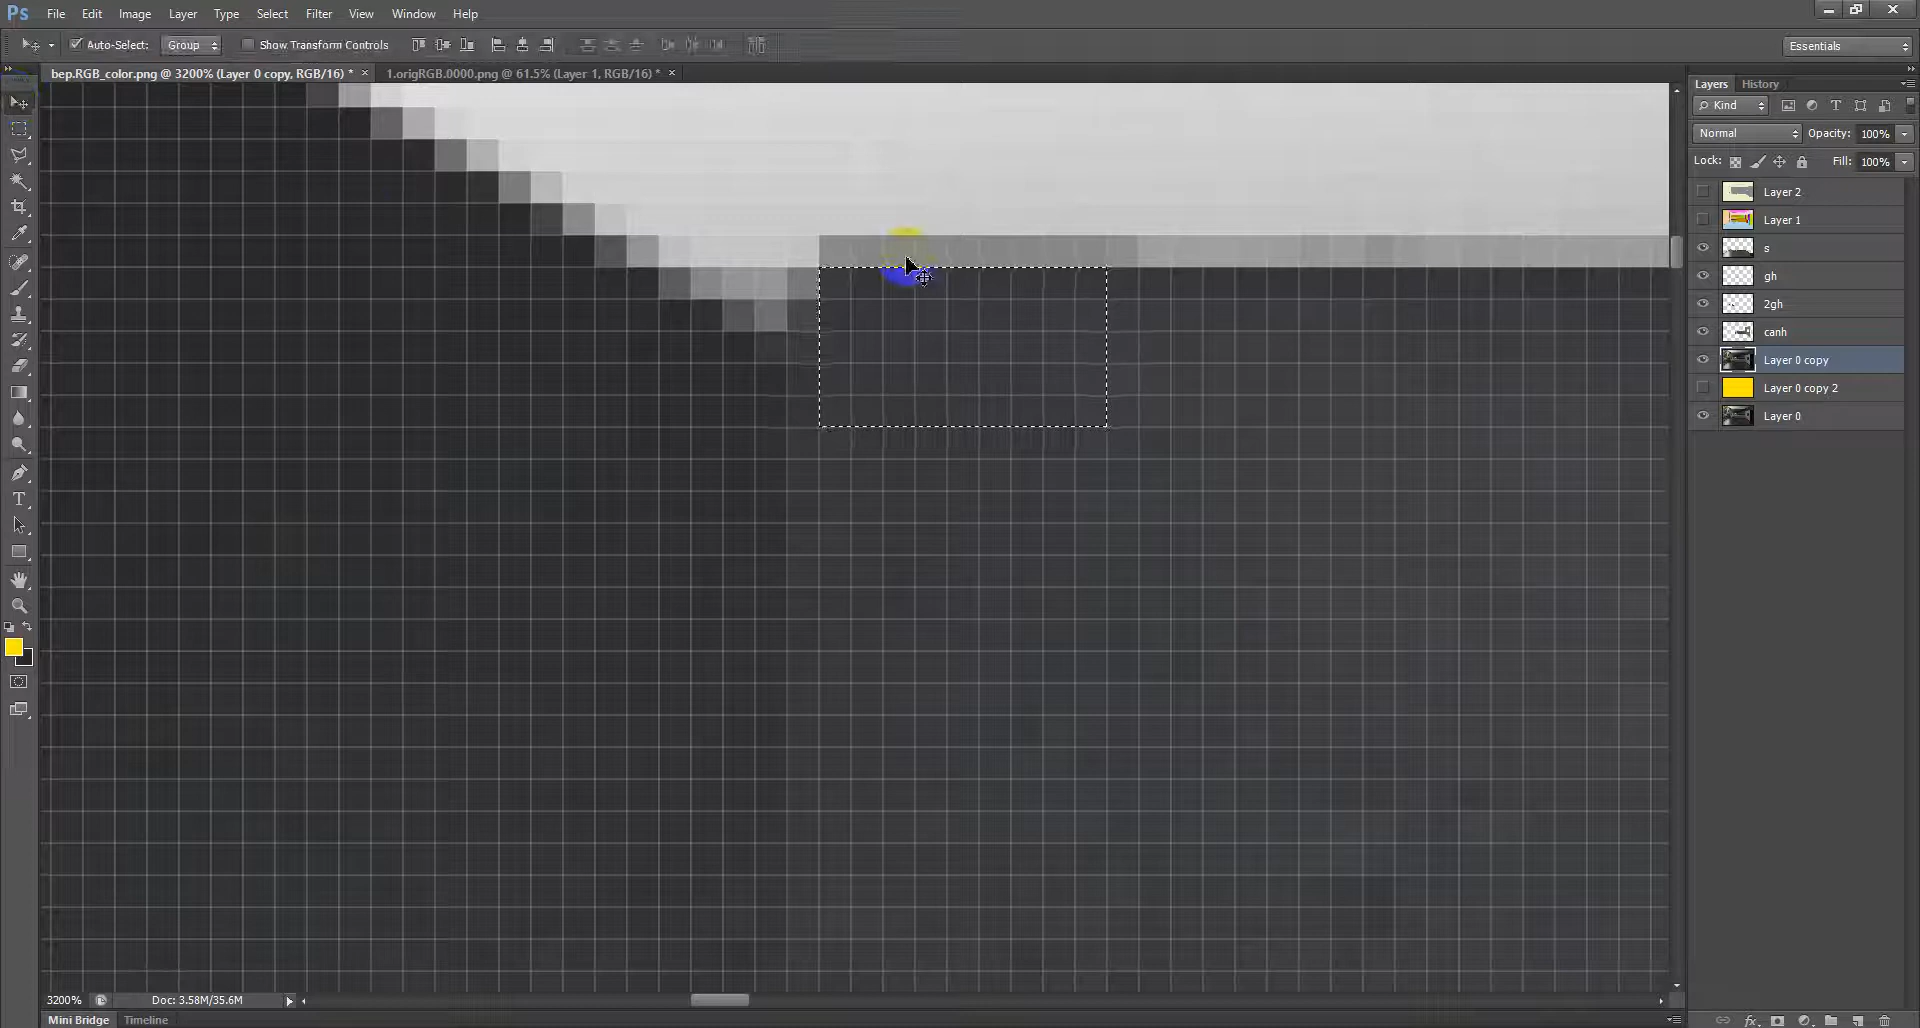 Ps File Edit Image Layer Type Select Filter View Window Help
Auto-Select: Group Show Transform Controls Essentials
bep.RGB_color.png @ 3200% (Layer 0 copy, RGB/16) * × 1.origRGB.0000.png @ 61.5% (Layer 1, RGB/16) * ×
Layers History
Kind
Normal Opacity: 100%
Lock: Fill: 100%
Layer 2
Layer 1
s
gh
2gh
canh
Layer 0 copy
Layer 0 copy 2
Layer 0
3200% Doc: 3.58M/35.6M
Mini Bridge Timeline